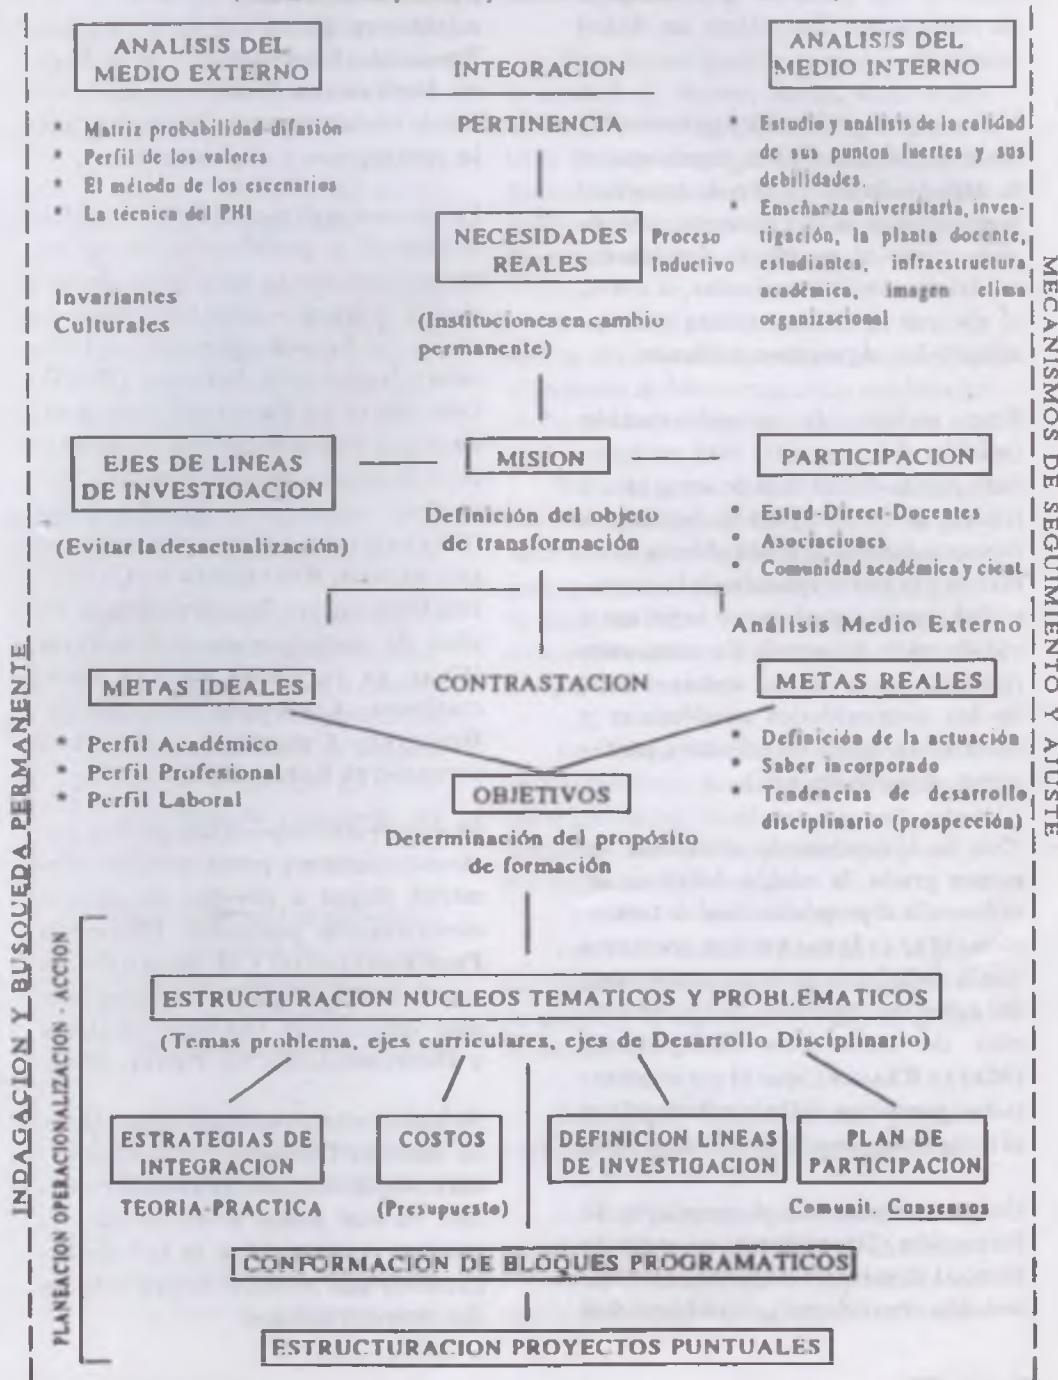 ANALISIS DEL
MEDIO EXTERNO
* Matriz probabilidad difusión
* Perfil de los valores
* El método de los escenarios
* La técnica del PHI
Invariantes
Culturales
INTEGRACION
PERTINENCIA
NECESIDADES
REALES
Proceso
Inductivo
(Instituciones en cambio
permanente)
ANALISIS DEL
MEDIO INTERNO
* Estudio y análisis de la calidad
de sus puntos fuertes y sus
debilidades.
* Enseñanza universitaria, inves-
tigación, la planta docente,
estudiantes, infraestructura
académica, imagen clima
organizacional
EJES DE LINEAS
DE INVESTIGACION
(Evitar la desactualización)
MISION
Definición del objeto
de transformación
PARTICIPACION
* Estud-Direct-Docentes
* Asociaciones
* Comunidad académica y cient.
Análisis Medio Externo
METAS IDEALES
* Perfil Académico
* Perfil Profesional
* Perfil Laboral
CONTRASTACION
METAS REALES
* Definición de la actuación
* Saber incorporado
* Tendencias de desarrollo
disciplinario (prospección)
OBJETIVOS
Determinación del propósito
de formación
ESTRUCTURACION NUCLEOS TEMATICOS Y PROBLEMATICOS
(Temas problema, ejes curriculares, ejes de Desarrollo Disciplinario)
ESTRATEGIAS DE
INTEGRACION
TEORIA-PRACTICA
COSTOS
(Presupuesto)
DEFINICION LINEAS
DE INVESTIGACION
PLAN DE
PARTICIPACION
Comunit. Consensos
CONFORMACION DE BLOQUES PROGRAMATICOS
ESTRUCTURACION PROYECTOS PUNTUALES
INDAGACION Y BUSQUEDA PERMANENTE
PLANEACION OPERACIONALIZACION - ACCION
MECANISMOS DE SEGUIMIENTO Y AJUSTE